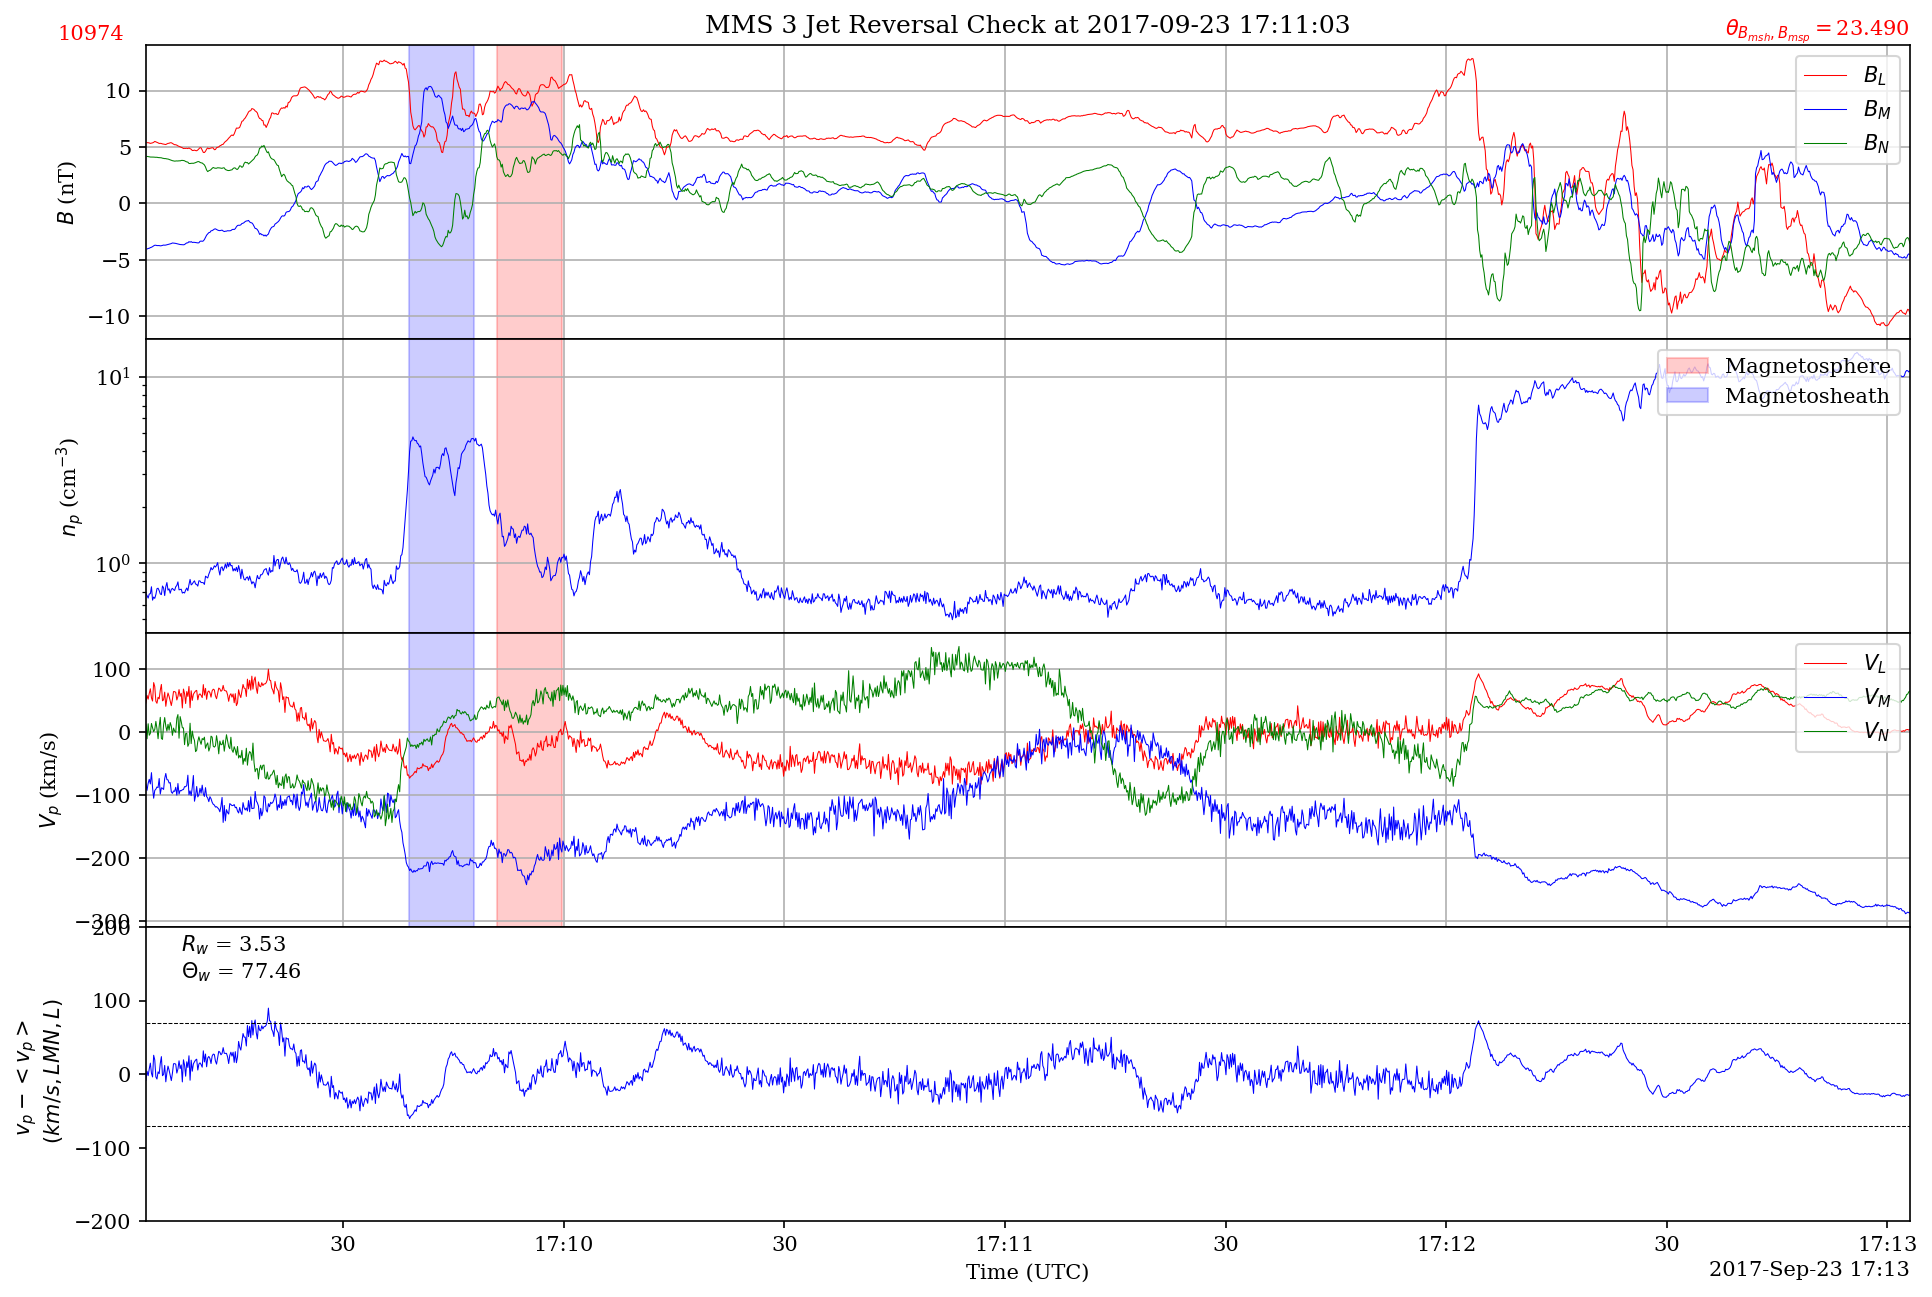 MMS 3 Jet Reversal Check at 2017-09-23 17:11:03
10974
θ_{B_{msh}, B_{msp}} = 23.490
B (nT)
10
5
0
−5
−10
B_L
B_M
B_N
n_p (cm^{−3})
10^1
10^0
Magnetosphere
Magnetosheath
V_p (km/s)
100
0
−100
−200
−300
V_L
V_M
V_N
v_p − < v_p >
(km/s, LMN, L)
200
100
0
−100
−200
R_w = 3.53
Θ_w = 77.46
30
17:10
30
17:11
30
17:12
30
17:13
Time (UTC)
2017-Sep-23 17:13